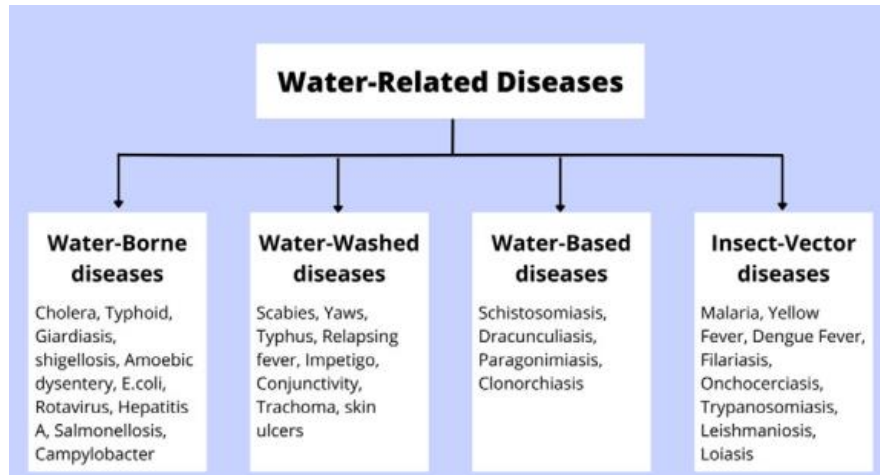 Water-Related Diseases
Water-Borne
diseases
Cholera, Typhoid,
Giardiasis,
shigellosis, Amoebic
dysentery, E.coli,
Rotavirus, Hepatitis
A, Salmonellosis,
Campylobacter
Water-Washed
diseases
Scabies, Yaws,
Typhus, Relapsing
fever, Impetigo,
Conjunctivity,
Trachoma, skin
ulcers
Water-Based
diseases
Schistosomiasis,
Dracunculiasis,
Paragonimiasis,
Clonorchiasis
Insect-Vector
diseases
Malaria, Yellow
Fever, Dengue Fever,
Filariasis,
Onchocerciasis,
Trypanosomiasis,
Leishmaniosis,
Loiasis